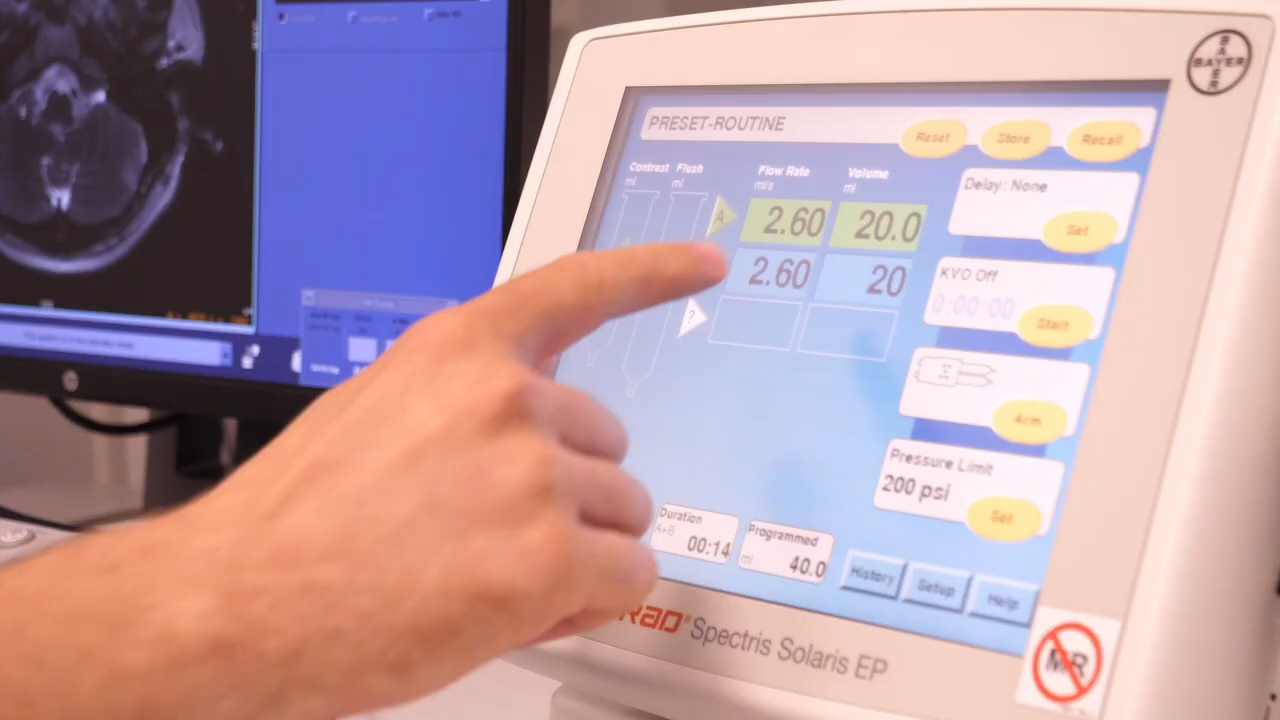 BAYER
BAYER
PRESET-ROUTINE
Reset
Store
Recall
Contrast
ml
Flush
ml
Flow Rate
ml/s
Volume
ml
Delay: None
Set
A
2.60
20.0
2.60
20
?
KVO Off
0:00:00
Start
Arm
Pressure Limit
200 psi
Set
Duration
A+B
00:14
Programmed
ml
40.0
History
Setup
Help
RaD® Spectris Solaris EP
MR